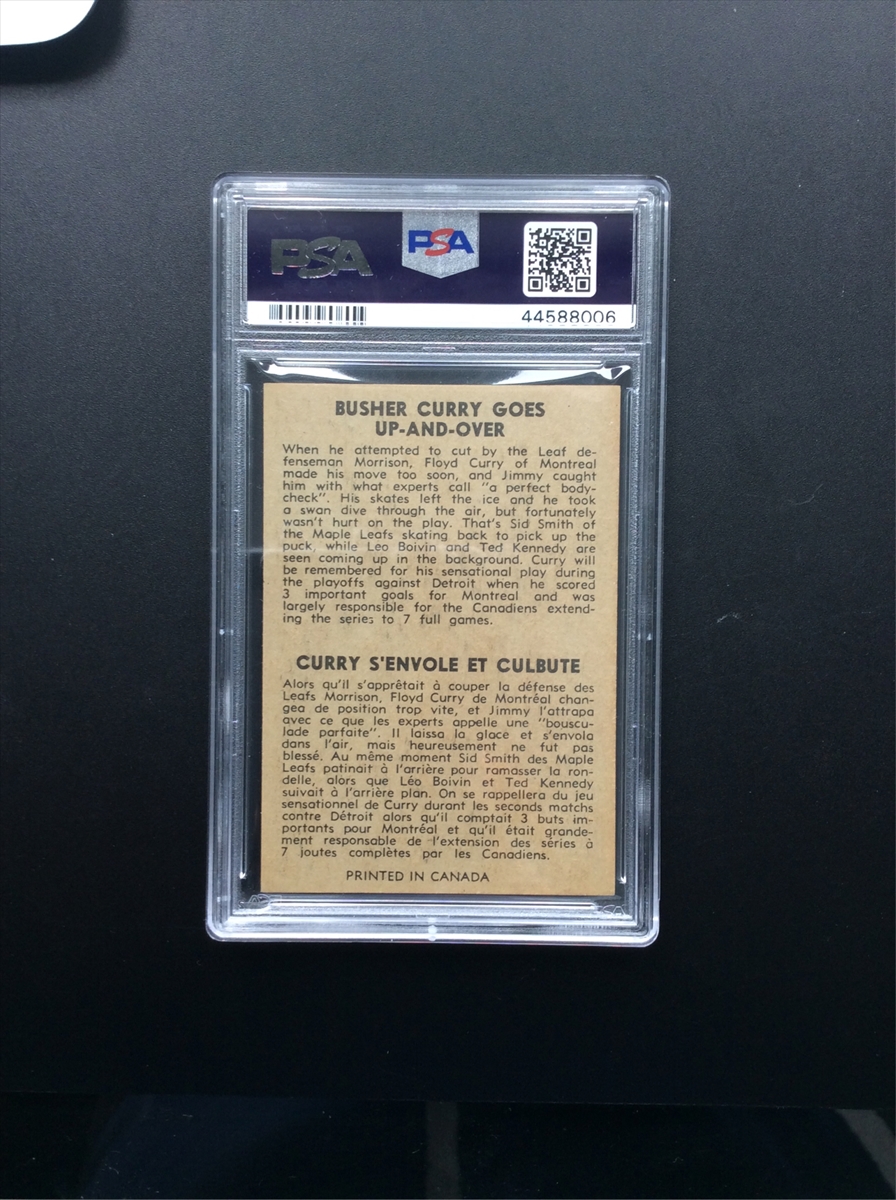 PSA
PSA
44588006
BUSHER CURRY GOES
UP-AND-OVER
When he attempted to cut by the Leaf de-
fenseman Morrison, Floyd Curry of Montreal
made his move too soon, and Jimmy caught
him with what experts call "a perfect body-
check". His skates left the ice and he took
a swan dive through the air, but fortunately
wasn't hurt on the play. That's Sid Smith of
the Maple Leafs skating back to pick up the
puck, while Leo Boivin and Ted Kennedy are
seen coming up in the background. Curry will
be remembered for his sensational play during
the playoffs against Detroit when he scored
3 important goals for Montreal and was
largely responsible for the Canadiens extend-
ing the series to 7 full games.
CURRY S'ENVOLE ET CULBUTE
Alors qu'il s'apprêtait à couper la défense des
Leafs Morrison, Floyd Curry de Montréal chan-
gea de position trop vite, et Jimmy l'attrapa
avec ce que les experts appelle une "bouscu-
lade parfaite". Il laissa la glace et s'envola
dans l'air, mais heureusement ne fut pas
blessé. Au même moment Sid Smith des Maple
Leafs patinait à l'arrière pour ramasser la ron-
delle, alors que Léo Boivin et Ted Kennedy
suivait à l'arrière plan. On se rappellera du jeu
sensationnel de Curry durant les seconds matchs
contre Détroit alors qu'il comptait 3 buts im-
portants pour Montréal et qu'il était grande-
ment responsable de l'extension des séries à
7 joutes complètes par les Canadiens.
PRINTED IN CANADA